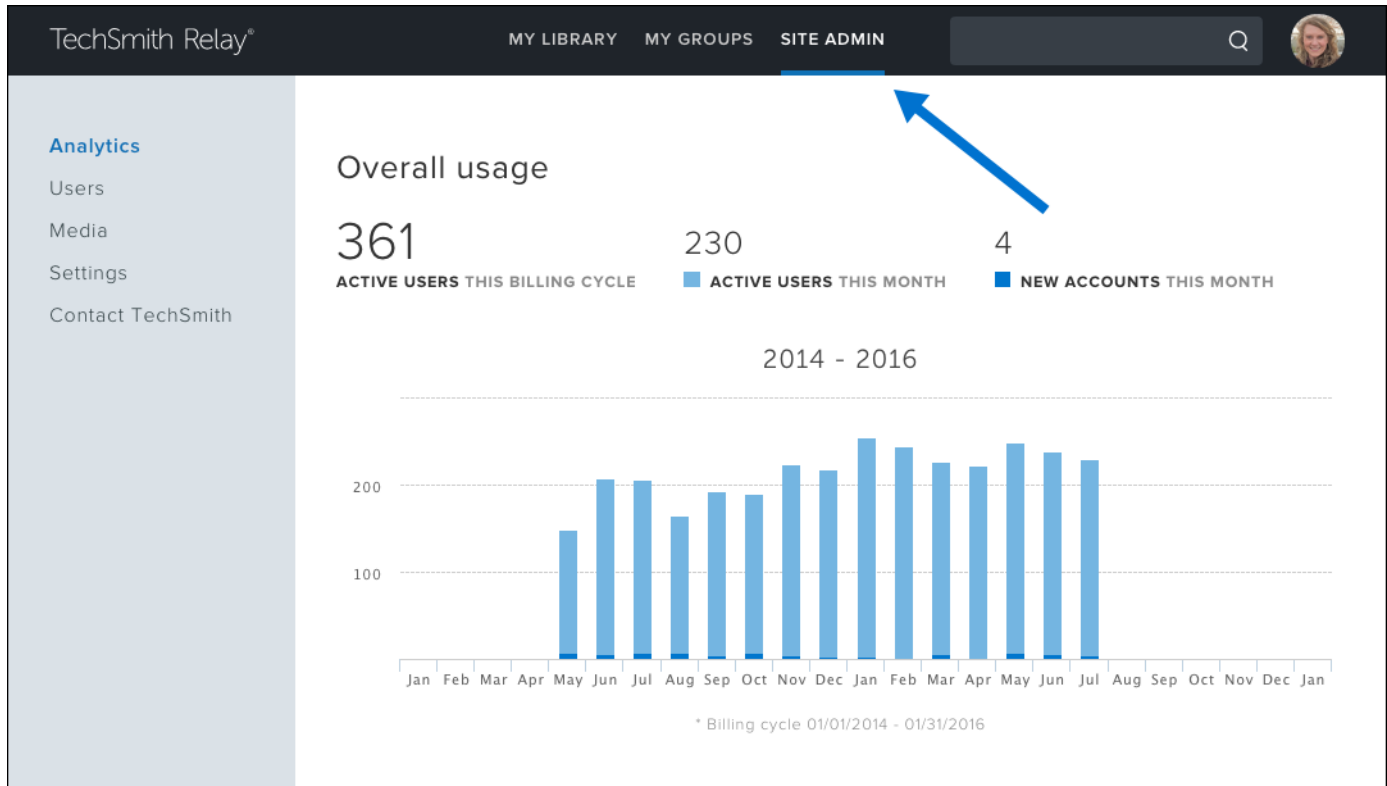 TechSmith Relay®
MY LIBRARY MY GROUPS SITE ADMIN
Analytics
Users
Media
Settings
Contact TechSmith
Overall usage
361
ACTIVE USERS THIS BILLING CYCLE
230
ACTIVE USERS THIS MONTH
4
NEW ACCOUNTS THIS MONTH
2014 - 2016
200
100
Jan Feb Mar Apr May Jun Jul Aug Sep Oct Nov Dec Jan Feb Mar Apr May Jun Jul Aug Sep Oct Nov Dec Jan
* Billing cycle 01/01/2014 - 01/31/2016